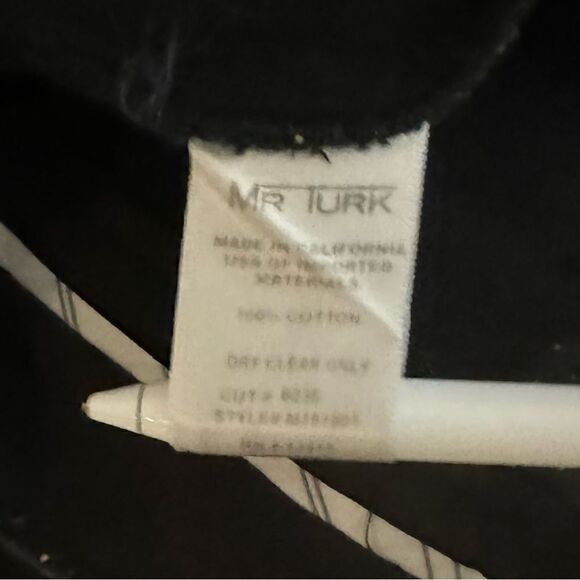 MR TURK
MADE IN CALIFORNIA
USA OF IMPORTED
MATERIALS
100% COTTON
DRY CLEAN ONLY
CUT#
STYLE#